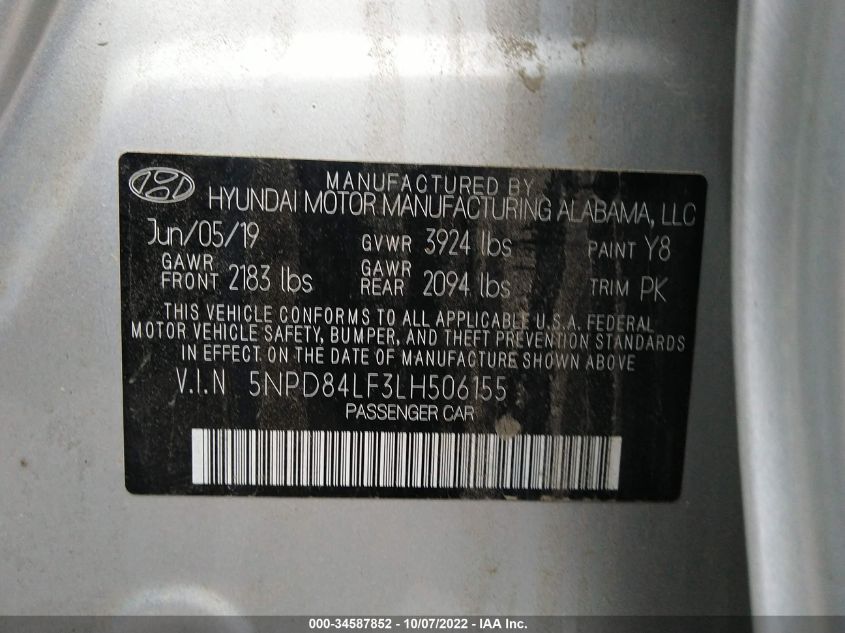 MANUFACTURED BY
HYUNDAI MOTOR MANUFACTURING ALABAMA, LLC
Jun/05/19 GVWR 3924 lbs PAINT Y8
GAWR FRONT 2183 lbs GAWR REAR 2094 lbs TRIM PK
THIS VEHICLE CONFORMS TO ALL APPLICABLE U.S.A. FEDERAL
MOTOR VEHICLE SAFETY, BUMPER, AND THEFT PREVENTION STANDARDS
IN EFFECT ON THE DATE OF MANUFACTURE SHOWN ABOVE
V.I.N 5NPD84LF3LH506155
PASSENGER CAR
000-34587852 - 10/07/2022 - IAA Inc.